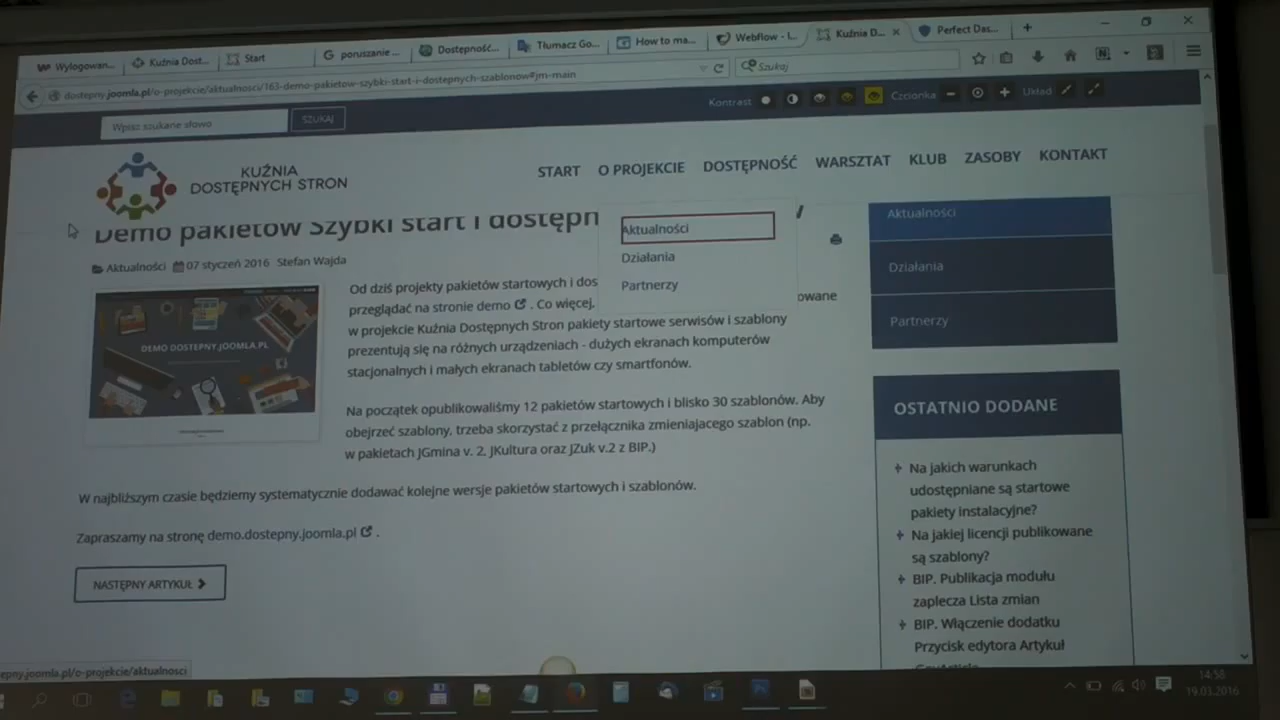 Wylogowan...
Kuźnia Dost...
Start
poruszanie ...
Dostępność...
Tłumacz Go...
How to ma...
Webflow - I...
Kuźnia D...
Perfect Das...
dostepny.joomla.pl/o-projekcie/aktualnosci/163-demo-pakietow-szybki-start-i-dostepnych-szablonow#jm-main
Szukaj
Wpisz szukane słowo
SZUKAJ
Kontrast
Czcionka
Układ
KUŹNIA
DOSTĘPNYCH STRON
START O PROJEKCIE DOSTĘPNOŚĆ WARSZTAT KLUB ZASOBY KONTAKT
Demo pakietów Szybki start i dostępn
Aktualności
Działania
Partnerzy
Aktualności 07 styczeń 2016 Stefan Wajda
DEMO DOSTEPNY.JOOMLA.PL
Od dziś projekty pakietów startowych i dos
przeglądać na stronie demo . Co więcej, owane
w projekcie Kuźnia Dostępnych Stron pakiety startowe serwisów i szablony
prezentują się na różnych urządzeniach - dużych ekranach komputerów
stacjonalnych i małych ekranach tabletów czy smartfonów.
Na początek opublikowaliśmy 12 pakietów startowych i blisko 30 szablonów. Aby
obejrzeć szablony, trzeba skorzystać z przełącznika zmieniajacego szablon (np.
w pakietach JGmina v. 2, JKultura oraz JZuk v.2 z BIP.)
W najbliższym czasie będziemy systematycznie dodawać kolejne wersje pakietów startowych i szablonów.
Zapraszamy na stronę demo.dostepny.joomla.pl .
NASTĘPNY ARTYKUŁ
Aktualności
Działania
Partnerzy
OSTATNIO DODANE
Na jakich warunkach
udostępniane są startowe
pakiety instalacyjne?
Na jakiej licencji publikowane
są szablony?
BIP. Publikacja modułu
zaplecza Lista zmian
BIP. Włączenie dodatku
Przycisk edytora Artykuł
epny.joomla.pl/o-projekcie/aktualnosci
14:58
19.03.2016